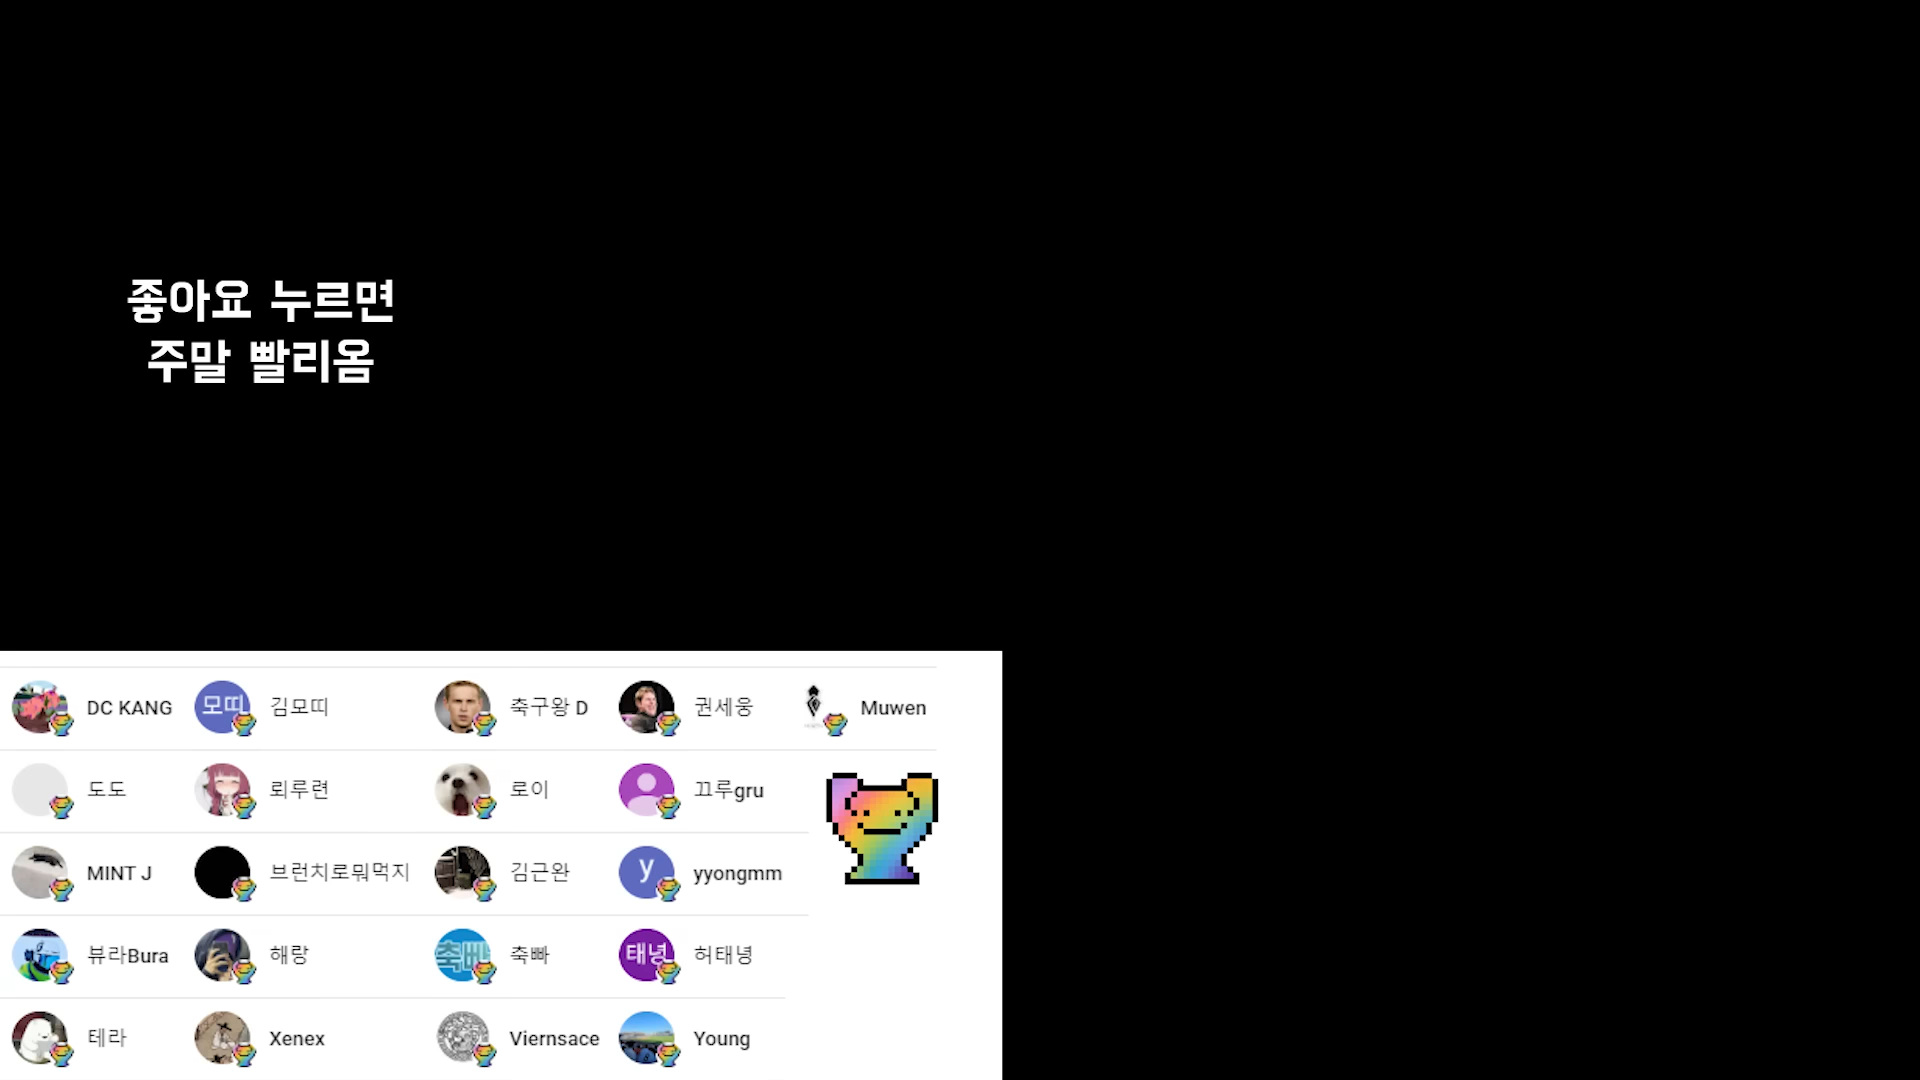 좋아요 누르면
주말 빨리옴
DC KANG 모띠 김모띠 축구왕 D 권세웅 Muwen
도도 뢰루련 로이 끄루gru
MINT J 브런치로뭐먹지 김근완 y yyongmm
뷰라Bura 해랑 축빠 축빠 태녕 허태녕
테라 Xenex Viernsace Young